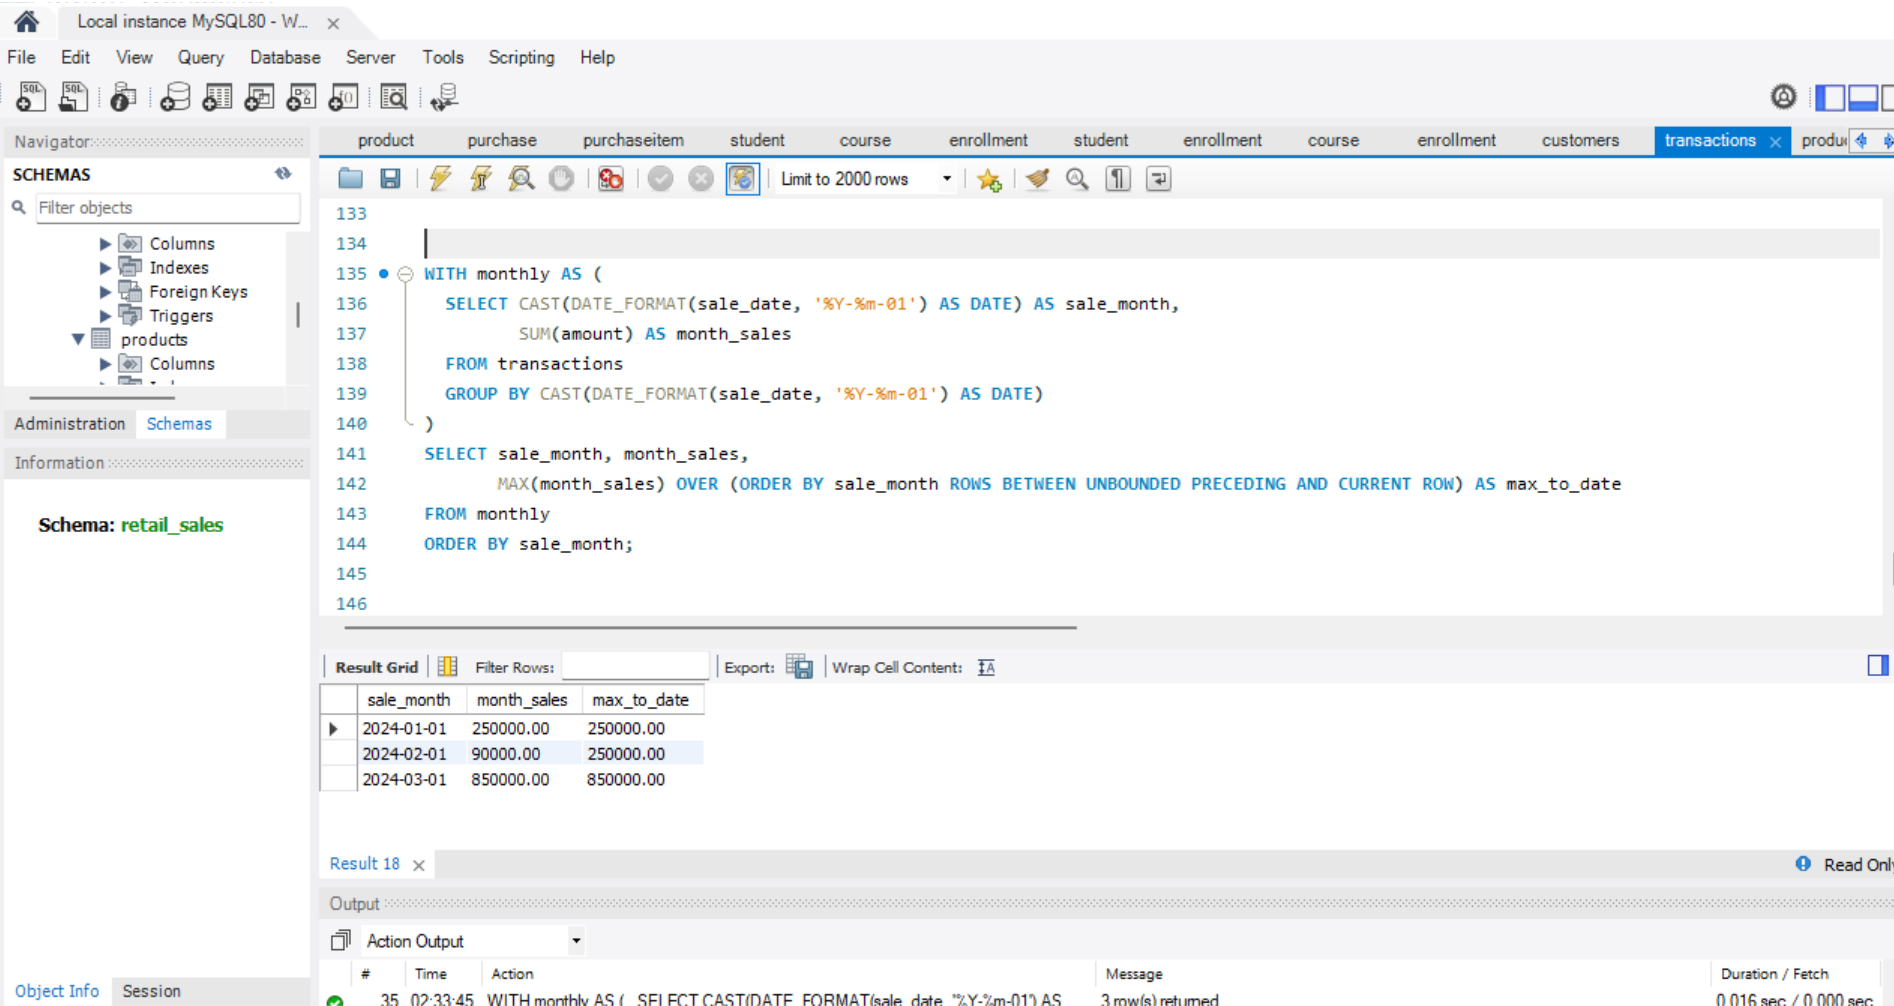 Local instance MySQL80 - W...
File Edit View Query Database Server Tools Scripting Help
Navigator
SCHEMAS
Filter objects
Columns
Indexes
Foreign Keys
Triggers
products
Columns
Administration Schemas
Information
Schema: retail_sales
Object Info Session
product purchase purchaseitem student course enrollment student enrollment course enrollment customers transactions
Limit to 2000 rows
133
134
135 WITH monthly AS (
136 SELECT CAST(DATE_FORMAT(sale_date, '%Y-%m-01') AS DATE) AS sale_month,
137 SUM(amount) AS month_sales
138 FROM transactions
139 GROUP BY CAST(DATE_FORMAT(sale_date, '%Y-%m-01') AS DATE)
140 )
141 SELECT sale_month, month_sales,
142 MAX(month_sales) OVER (ORDER BY sale_month ROWS BETWEEN UNBOUNDED PRECEDING AND CURRENT ROW) AS max_to_date
143 FROM monthly
144 ORDER BY sale_month;
145
146
Result Grid Filter Rows: Export: Wrap Cell Content:
sale_month month_sales max_to_date
2024-01-01 250000.00 250000.00
2024-02-01 90000.00 250000.00
2024-03-01 850000.00 850000.00
Result 18
Read Only
Output
Action Output
# Time Action Message Duration / Fetch
35 02:33:45 WITH monthly AS ( SELECT CAST(DATE_FORMAT(sale_date, '%Y-%m-01') AS 3 row(s) returned 0.016 sec / 0.000 sec